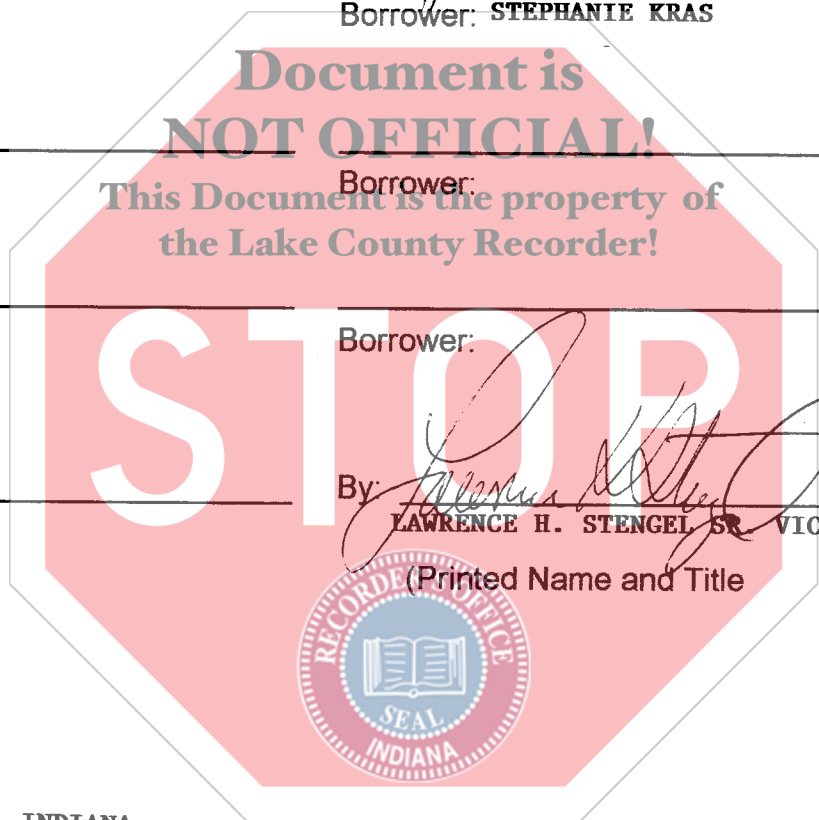 Borrower: STEPHANIE KRAS
Document is
NOT OFFICIAL!
Borrower:
This Document is the property of
the Lake County Recorder!
Borrower:
STOP
By:
LAWRENCE H. STENGEL SR. VIC
(Printed Name and Title
RECORDER'S OFFICE
SEAL
INDIANA
INDIANA